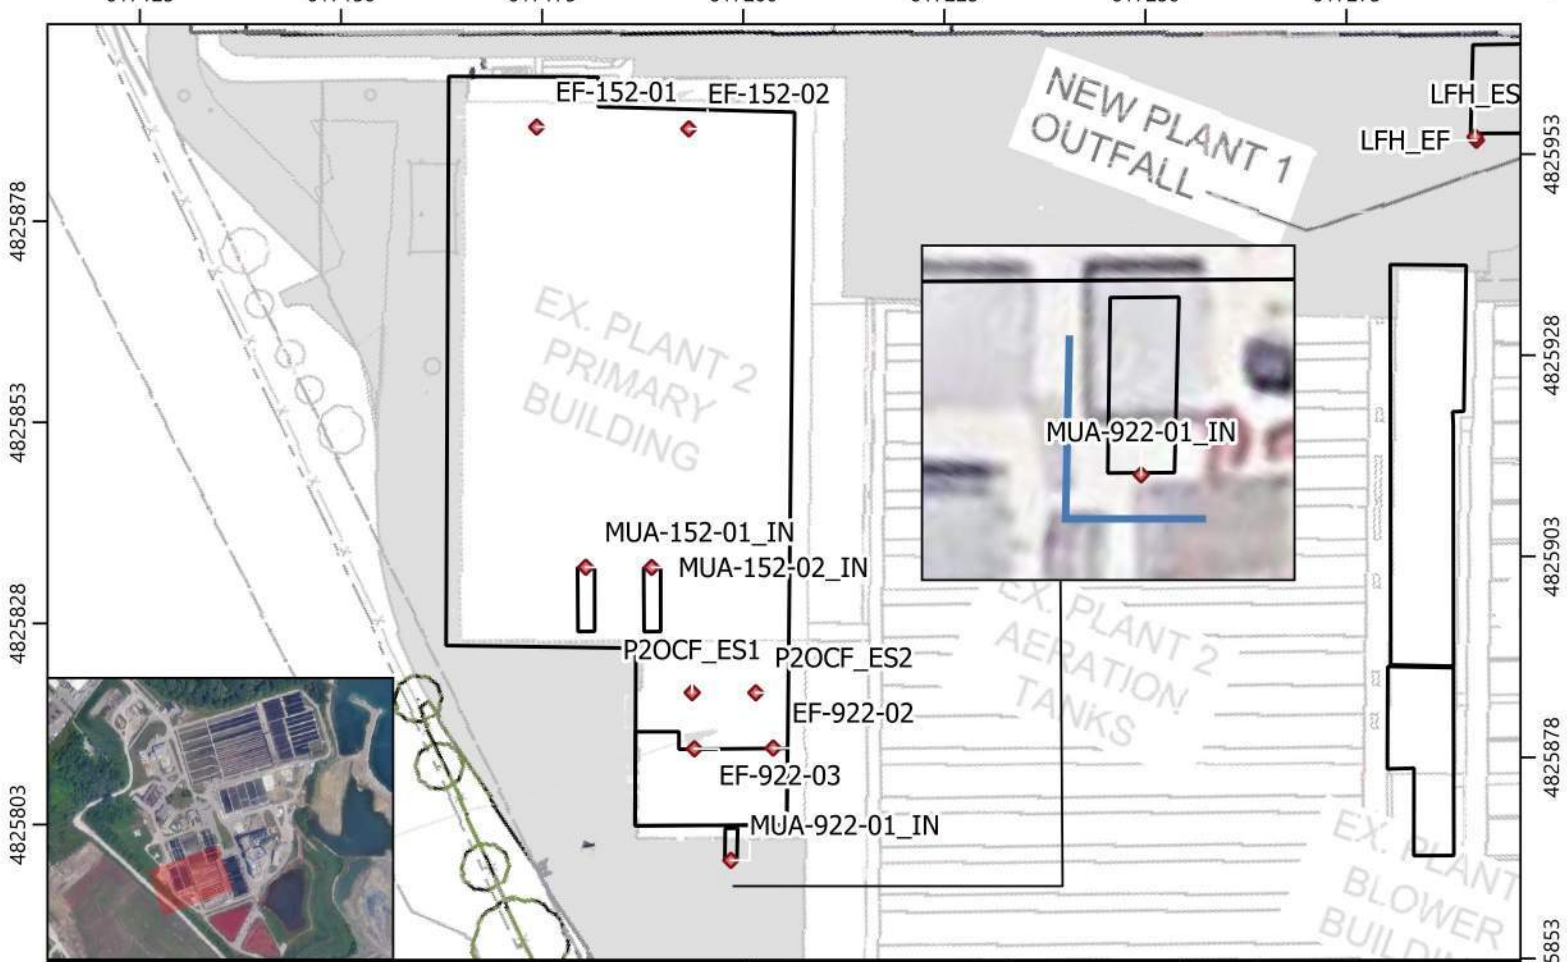 EF-152-01
EF-152-02
LFH_ES
LFH_EF
NEW PLANT 1
OUTFALL
4825953
4825878
EX. PLANT 2
PRIMARY
BUILDING
4825928
MUA-922-01_IN
4825853
MUA-152-01_IN
MUA-152-02_IN
4825903
4825828
EX. PLANT 2
AERATION
TANKS
P2OCF_ES1
P2OCF_ES2
EF-922-02
EF-922-03
4825878
4825803
MUA-922-01_IN
EX. PLANT
BLOWER
5853